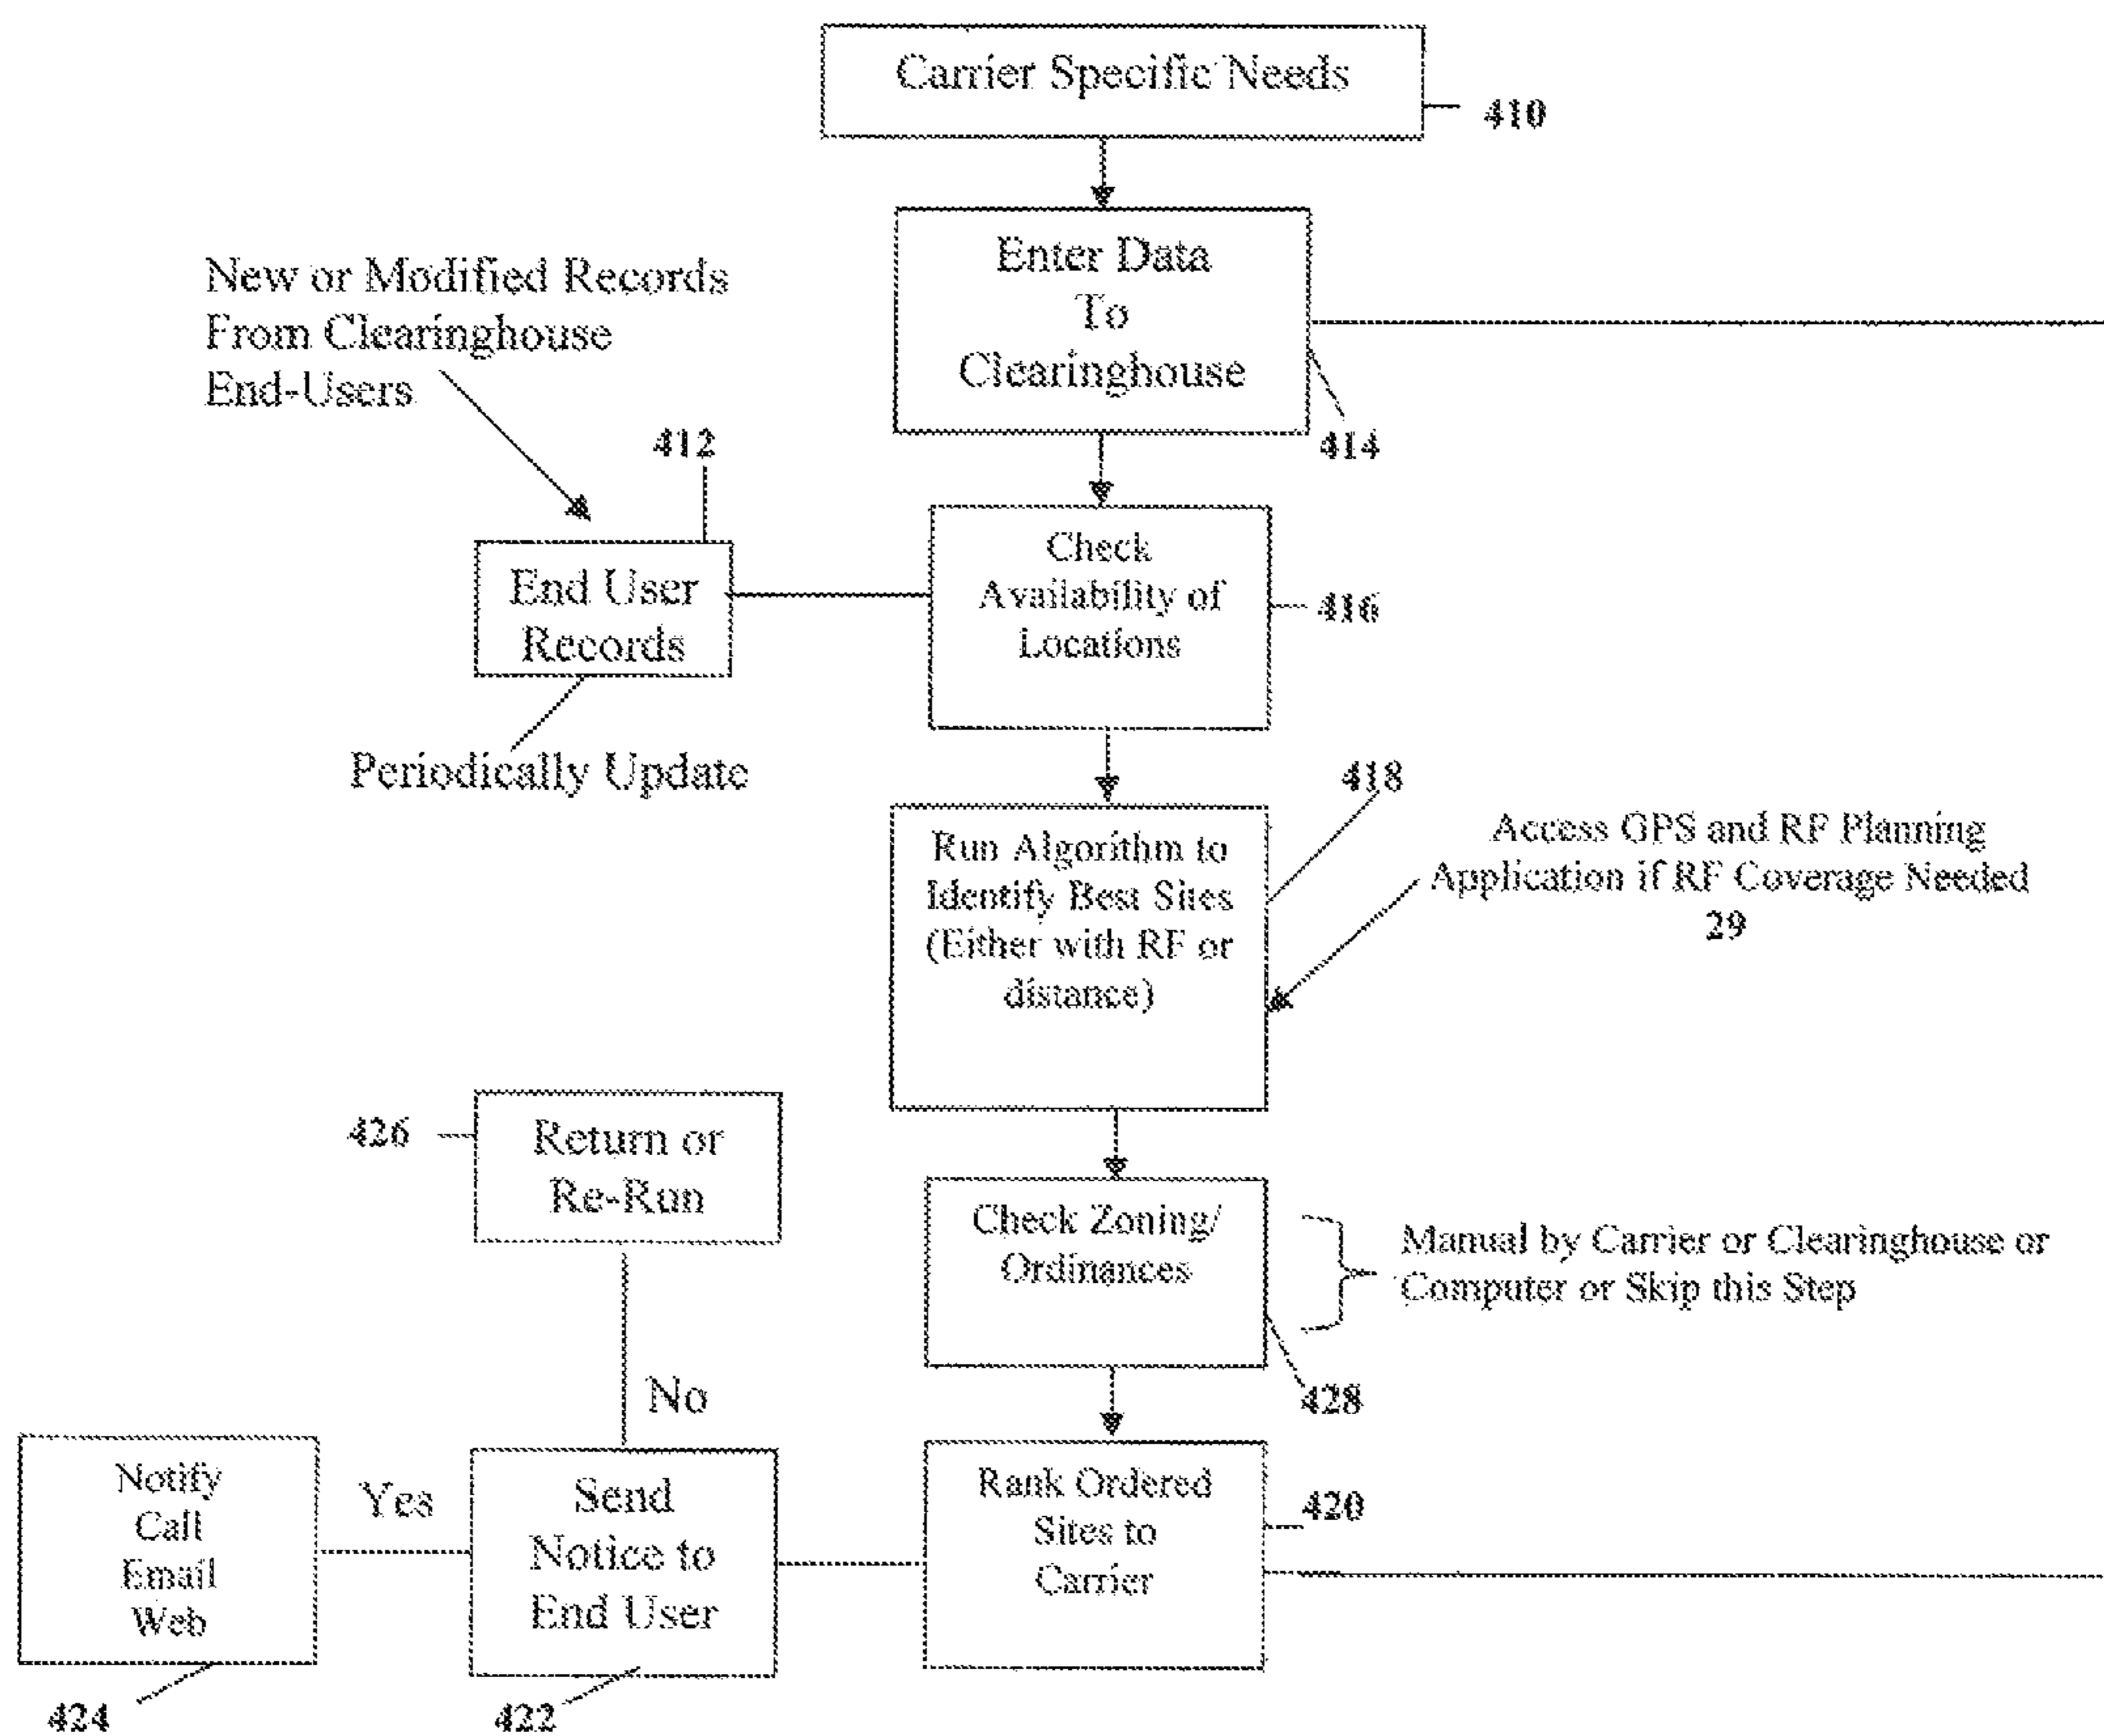 Carrier Specific Needs
410
Enter Data
To
Clearinghouse
414
New or Modified Records
From Clearinghouse
End-Users
412
End User
Records
Periodically Update
Check
Availability of
Locations
416
418
Run Algorithm to
Identify Best Sites
(Either with RF or
distance)
Access GPS and RF Planning
Application if RF Coverage Needed
29
426
Return or
Re-Run
Check Zoning/
Ordinances
Manual by Carrier or Clearinghouse or
Computer or Skip this Step
428
No
Notify
Call
Email
Web
Yes
Send
Notice to
End User
Rank Ordered
Sites to
Carrier
420
424
422